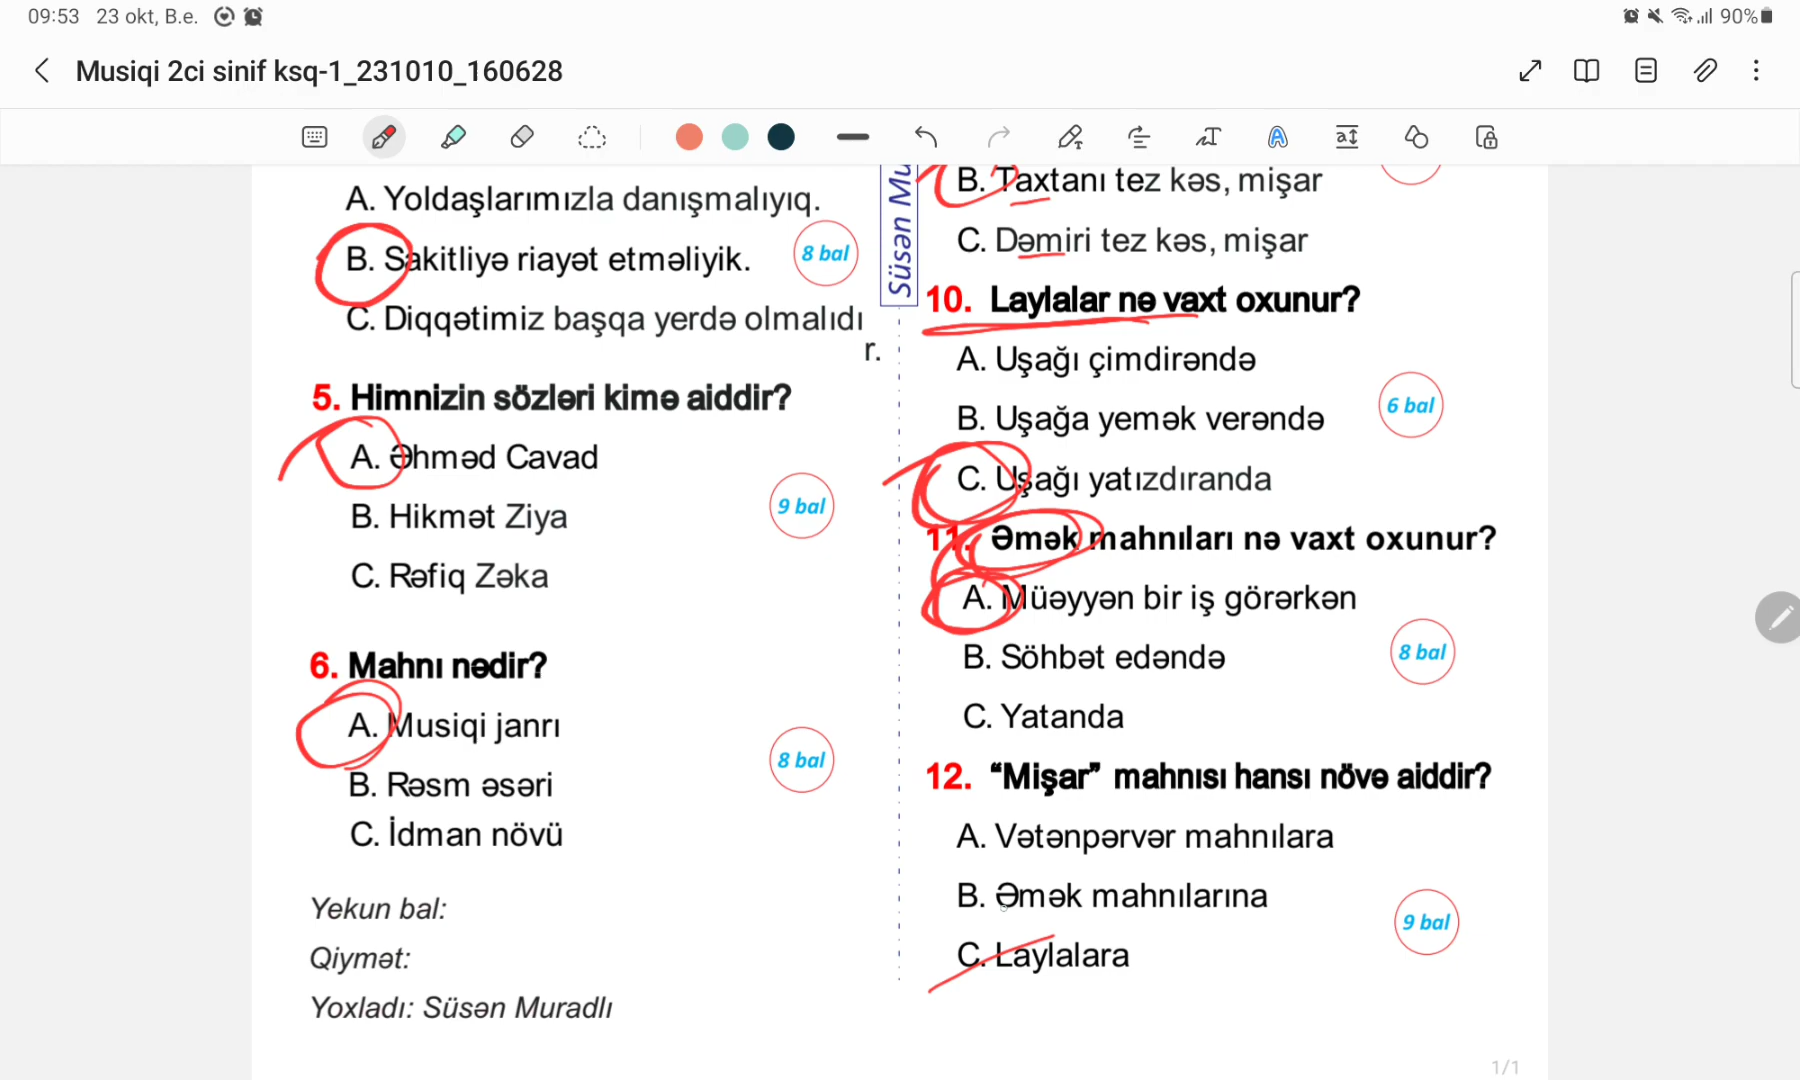 09:53 23 okt, B.e.
90%
Musiqi 2ci sinif ksq-1_231010_160628
A. Yoldaşlarımızla danışmalıyıq.
B. Sakitliyə riayət etməliyik.
8 bal
C. Diqqətimiz başqa yerdə olmalıdı
r.
5. Himnizin sözləri kimə aiddir?
A. Əhməd Cavad
B. Hikmət Ziya
9 bal
C. Rəfiq Zəka
6. Mahnı nədir?
A. Musiqi janrı
8 bal
B. Rəsm əsəri
C. İdman növü
Yekun bal:
Qiymət:
Yoxladı: Süsən Muradlı
Süsən Mu
B. Taxtanı tez kəs, mişar
C. Dəmiri tez kəs, mişar
10. Laylalar nə vaxt oxunur?
A. Uşağı çimdirəndə
B. Uşağa yemək verəndə
6 bal
C. Uşağı yatızdıranda
11. Əmək mahnıları nə vaxt oxunur?
A. Müəyyən bir iş görərkən
B. Söhbət edəndə
8 bal
C. Yatanda
12. “Mişar” mahnısı hansı növə aiddir?
A. Vətənpərvər mahnılara
B. Əmək mahnılarına
9 bal
C. Laylalara
1/1